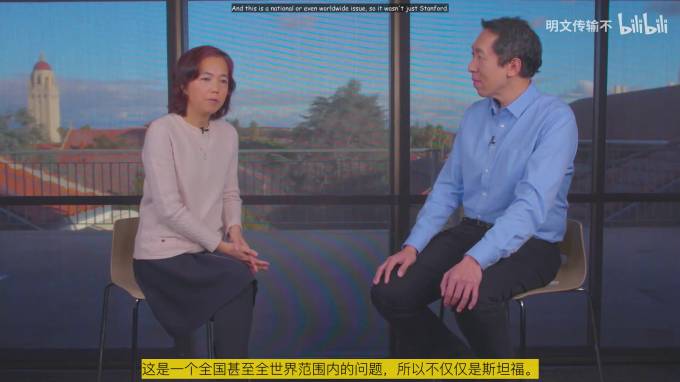 And this is a national or even worldwide issue, so it wasn't just Stanford.
明文传输不 bilibili
这是一个全国甚至全世界范围内的问题，所以不仅仅是斯坦福。